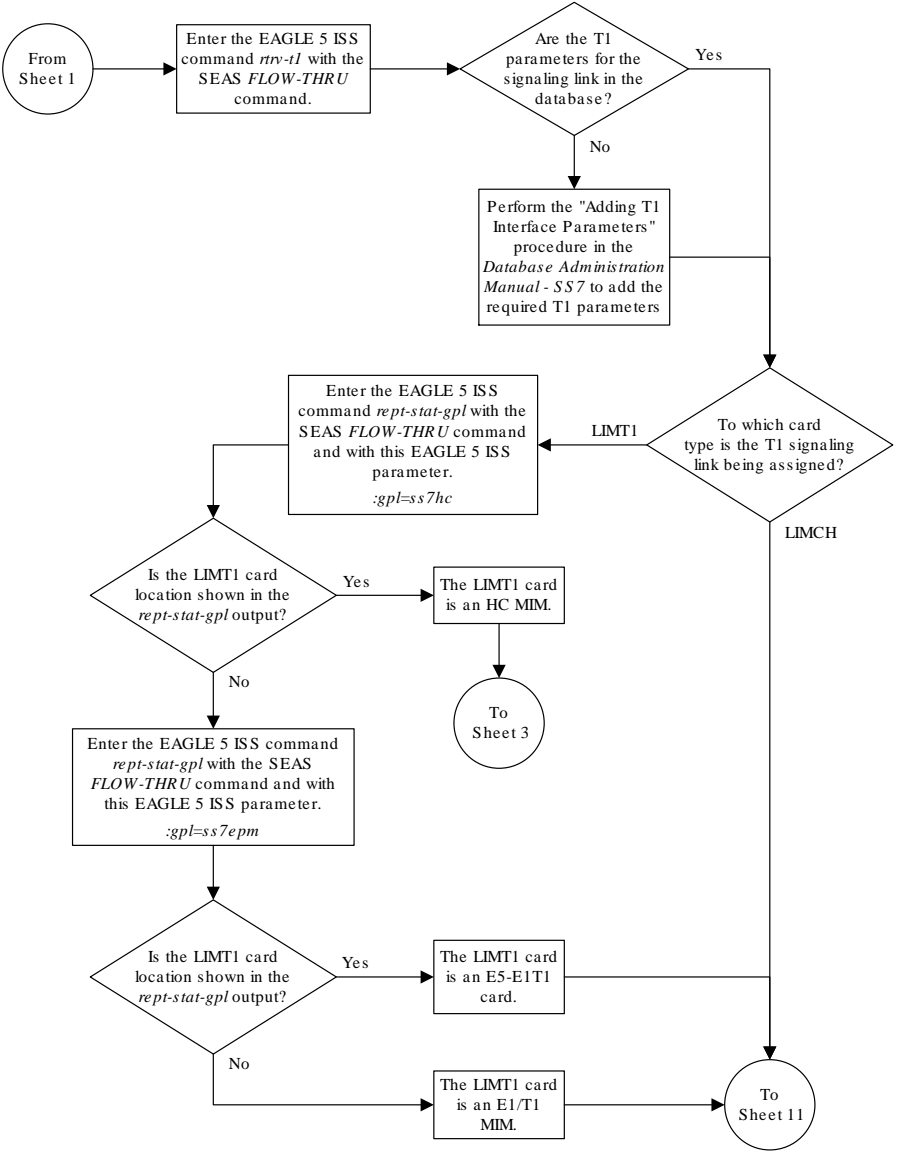 From
Sheet 1
Enter the EAGLE 5 ISS
command rtrv-t1 with the
SEAS FLOW-THRU
command.
Are the T1
parameters for the
signaling link in the
database?
Yes
No
Perform the "Adding T1
Interface Parameters"
procedure in the
Database Administration
Manual - SS7 to add the
required T1 parameters
To which card
type is the T1 signaling
link being assigned?
LIMT1
LIMCH
Enter the EAGLE 5 ISS
command rept-stat-gpl with the
SEAS FLOW-THRU command
and with this EAGLE 5 ISS
parameter.
:gpl=ss7hc
Is the LIMT1 card
location shown in the
rept-stat-gpl output?
Yes
The LIMT1 card
is an HC MIM.
To
Sheet 3
No
Enter the EAGLE 5 ISS command
rept-stat-gpl with the SEAS
FLOW-THRU command and with
this EAGLE 5 ISS parameter.
:gpl=ss7epm
Is the LIMT1 card
location shown in the
rept-stat-gpl output?
Yes
The LIMT1 card
is an E5-E1T1
card.
No
The LIMT1 card
is an E1/T1
MIM.
To
Sheet 11